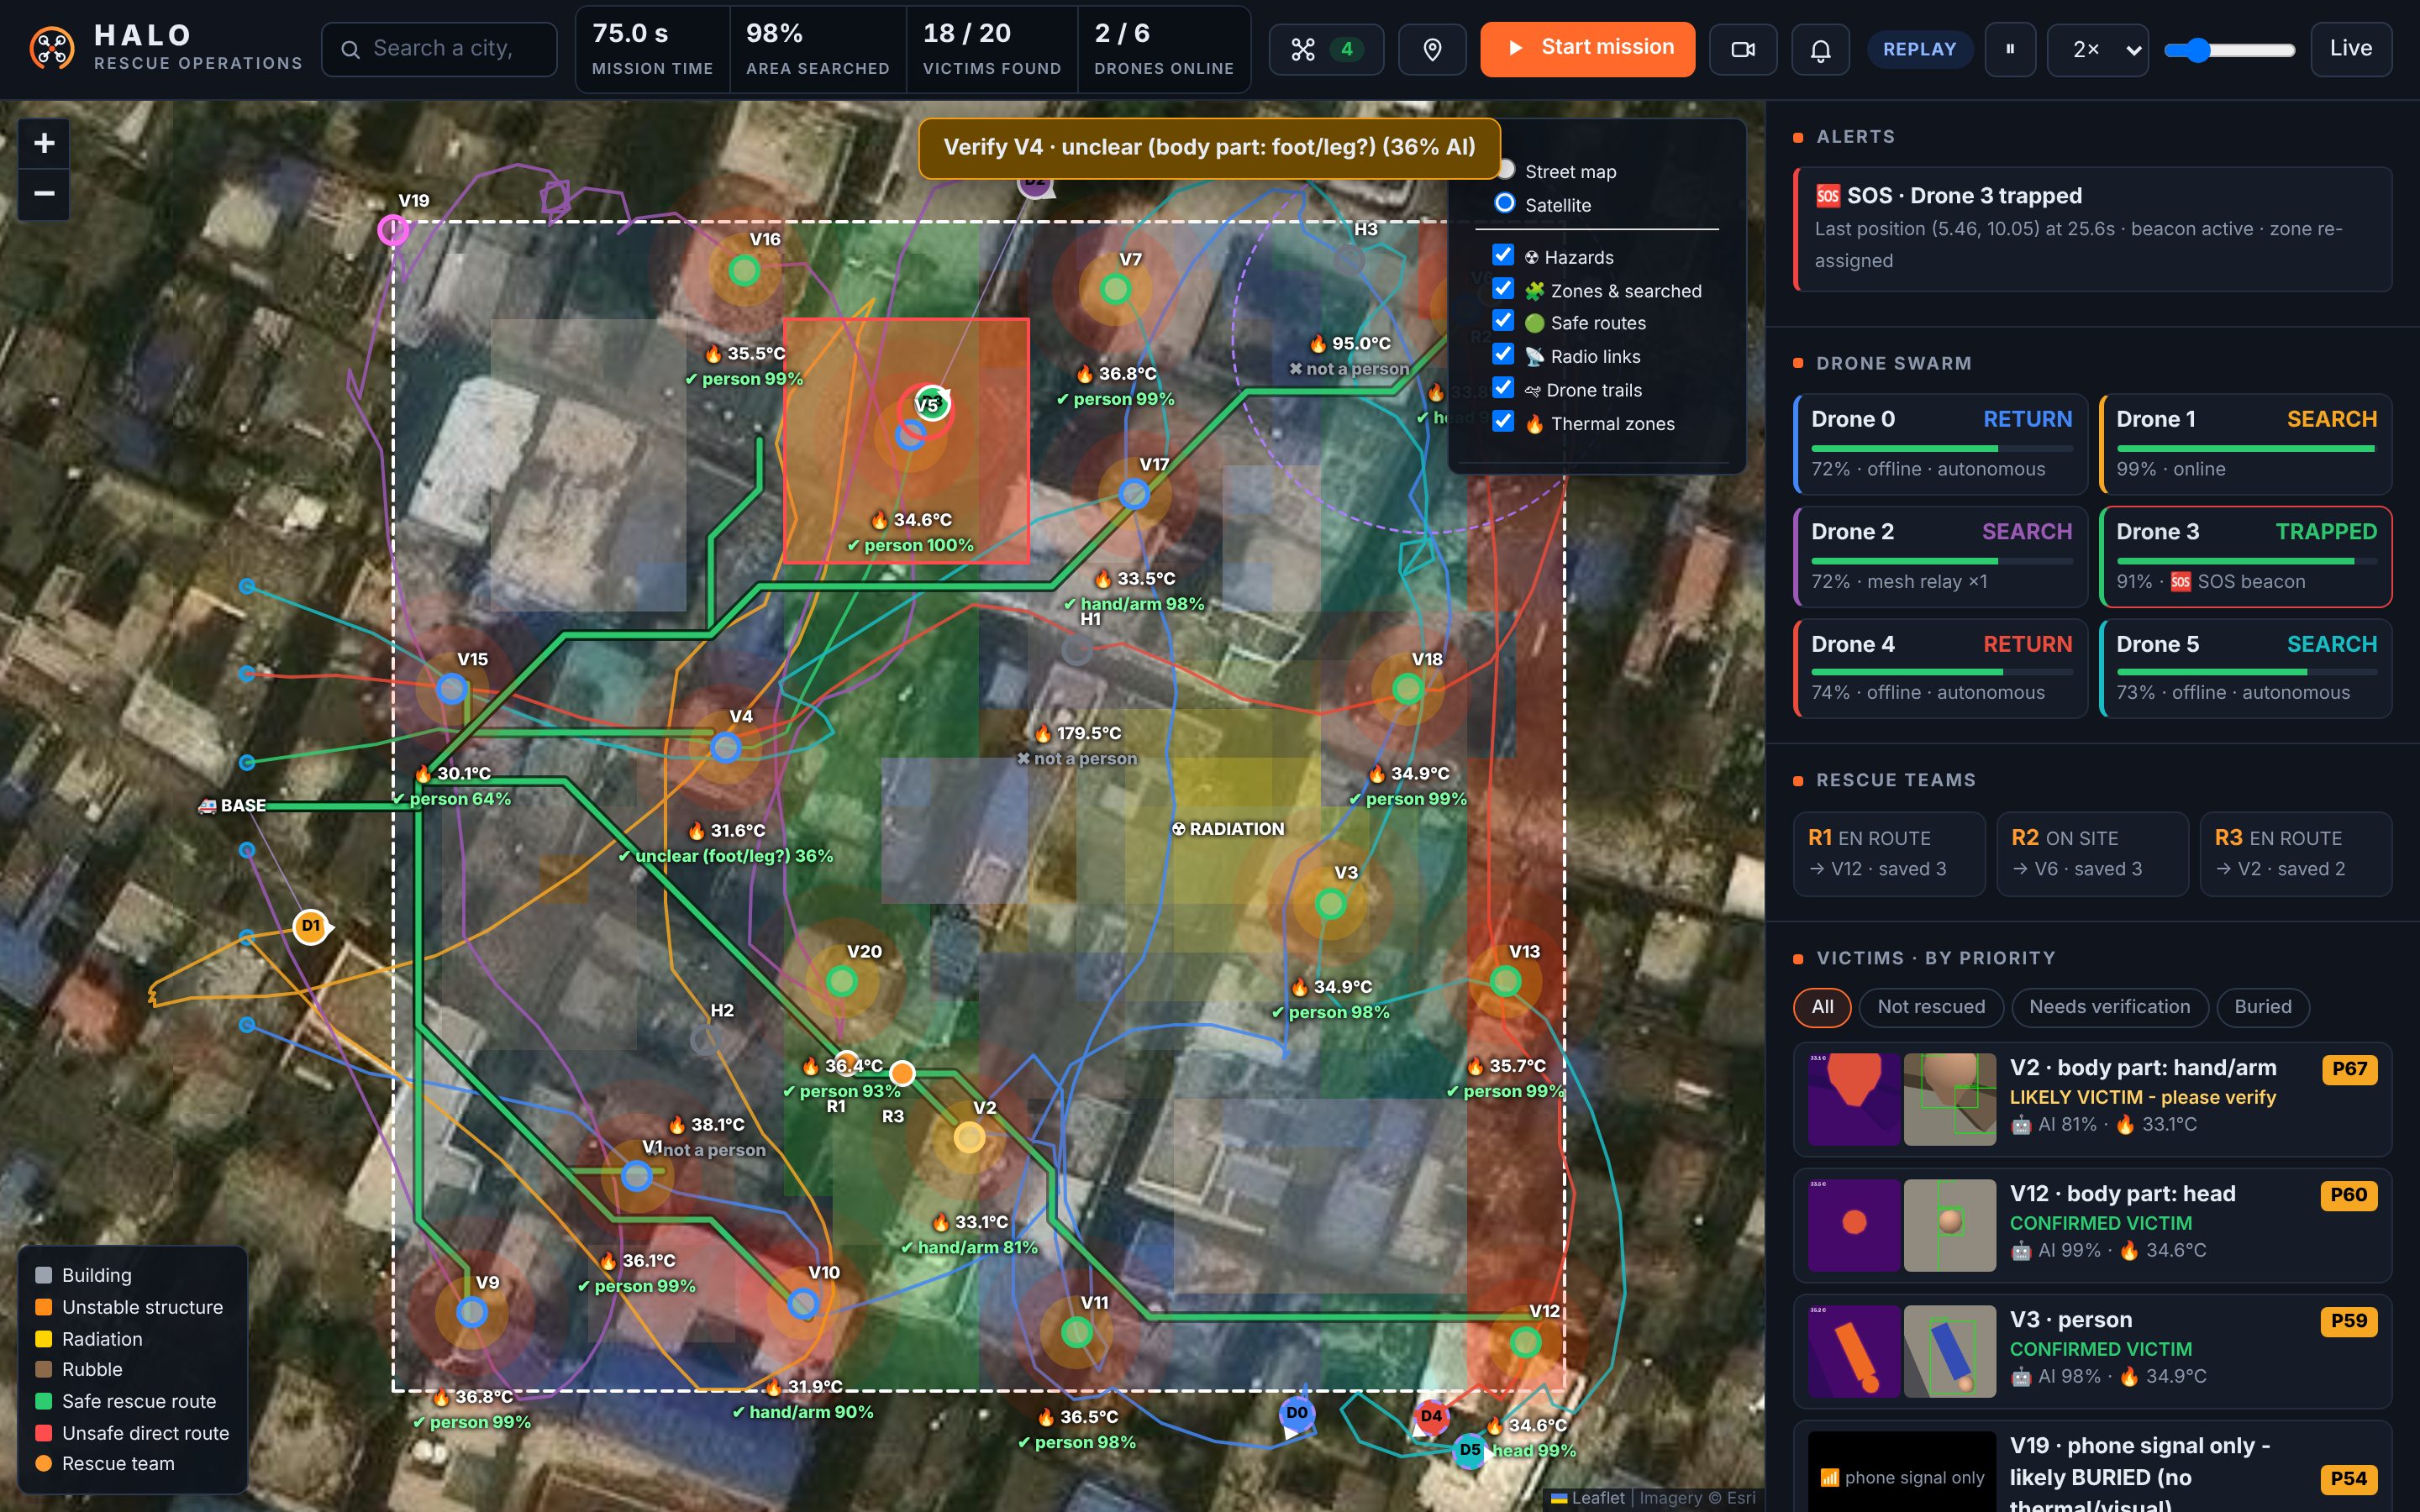 HALO
RESCUE OPERATIONS
Search a city,
75.0 s
MISSION TIME
98%
AREA SEARCHED
18 / 20
VICTIMS FOUND
2 / 6
DRONES ONLINE
4
Start mission
REPLAY
2×
Live
+
−
Verify V4 · unclear (body part: foot/leg?) (36% AI)
Street map
Satellite
☢ Hazards
🧩 Zones & searched
🟢 Safe routes
📡 Radio links
🛩 Drone trails
🔥 Thermal zones
V19
D2
V16
V7
H3
🔥 35.5°C
✔ person 99%
🔥 36.8°C
✔ person 99%
🔥 95.0°C
✖ not a person
V5
V17
🔥 34.6°C
✔ person 100%
🔥 33.5°C
✔ hand/arm 98%
H1
V15
V4
V18
🔥 179.5°C
✖ not a person
🔥 30.1°C
✔ person 64%
🔥 34.9°C
✔ person 99%
🚑 BASE
🔥 31.6°C
✔ unclear (foot/leg?) 36%
☢ RADIATION
V3
D1
V20
V13
🔥 34.9°C
✔ person 98%
H2
🔥 36.4°C
✔ person 93%
R1
R3
🔥 35.7°C
✔ person 99%
V2
🔥 38.1°C
not a person
V1
🔥 33.1°C
✔ hand/arm 81%
🔥 36.1°C
✔ person 99%
V9
V10
V11
V12
🔥 36.8°C
✔ person 99%
🔥 31.9°C
✔ hand/arm 90%
🔥 36.5°C
✔ person 98%
D0
D4
D5
🔥 34.6°C
head 99%
Building
Unstable structure
Radiation
Rubble
Safe rescue route
Unsafe direct route
Rescue team
Leaflet | Imagery © Esri
ALERTS
🆘 SOS · Drone 3 trapped
Last position (5.46, 10.05) at 25.6s · beacon active · zone re-
assigned
DRONE SWARM
Drone 0 RETURN
72% · offline · autonomous
Drone 1 SEARCH
99% · online
Drone 2 SEARCH
72% · mesh relay ×1
Drone 3 TRAPPED
91% · 🆘 SOS beacon
Drone 4 RETURN
74% · offline · autonomous
Drone 5 SEARCH
73% · offline · autonomous
RESCUE TEAMS
R1 EN ROUTE
→ V12 · saved 3
R2 ON SITE
→ V6 · saved 3
R3 EN ROUTE
→ V2 · saved 2
VICTIMS · BY PRIORITY
All
Not rescued
Needs verification
Buried
V2 · body part: hand/arm
P67
LIKELY VICTIM - please verify
🤖 AI 81% · 🔥 33.1°C
V12 · body part: head
P60
CONFIRMED VICTIM
🤖 AI 99% · 🔥 34.6°C
V3 · person
P59
CONFIRMED VICTIM
🤖 AI 98% · 🔥 34.9°C
📶 phone signal only
V19 · phone signal only -
likely BURIED (no
thermal/visual)
P54